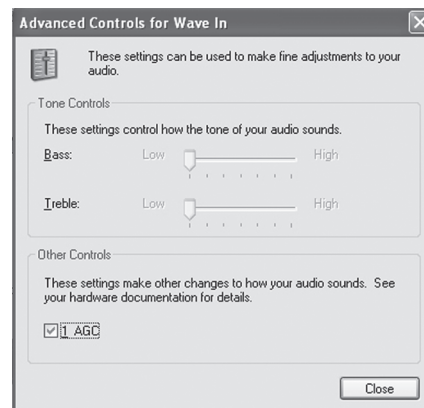 Advanced Controls for Wave In
These settings can be used to make fine adjustments to your
audio.
Tone Controls
These settings control how the tone of your audio sounds.
Bass: Low High
Treble: Low High
Other Controls
These settings make other changes to how your audio sounds. See
your hardware documentation for details.
1 AGC
Close